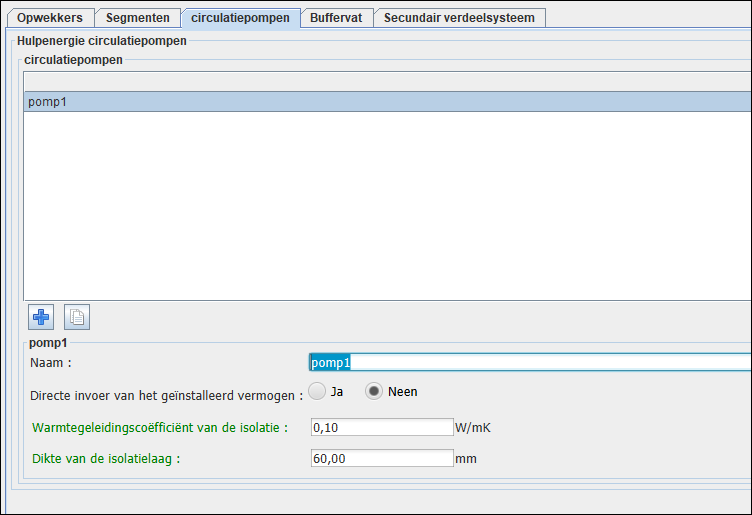 Opwekkers Segmenten circulatiepompen Buffervat Secundair verdeelsysteem
Hulpenergie circulatiepompen
circulatiepompen
pomp1
pomp1
Naam : pomp1
Directe invoer van het geïnstalleerd vermogen : Ja Neen
Warmtegeleidingscoëfficiënt van de isolatie : 0,10 W/mK
Dikte van de isolatielaag : 60,00 mm